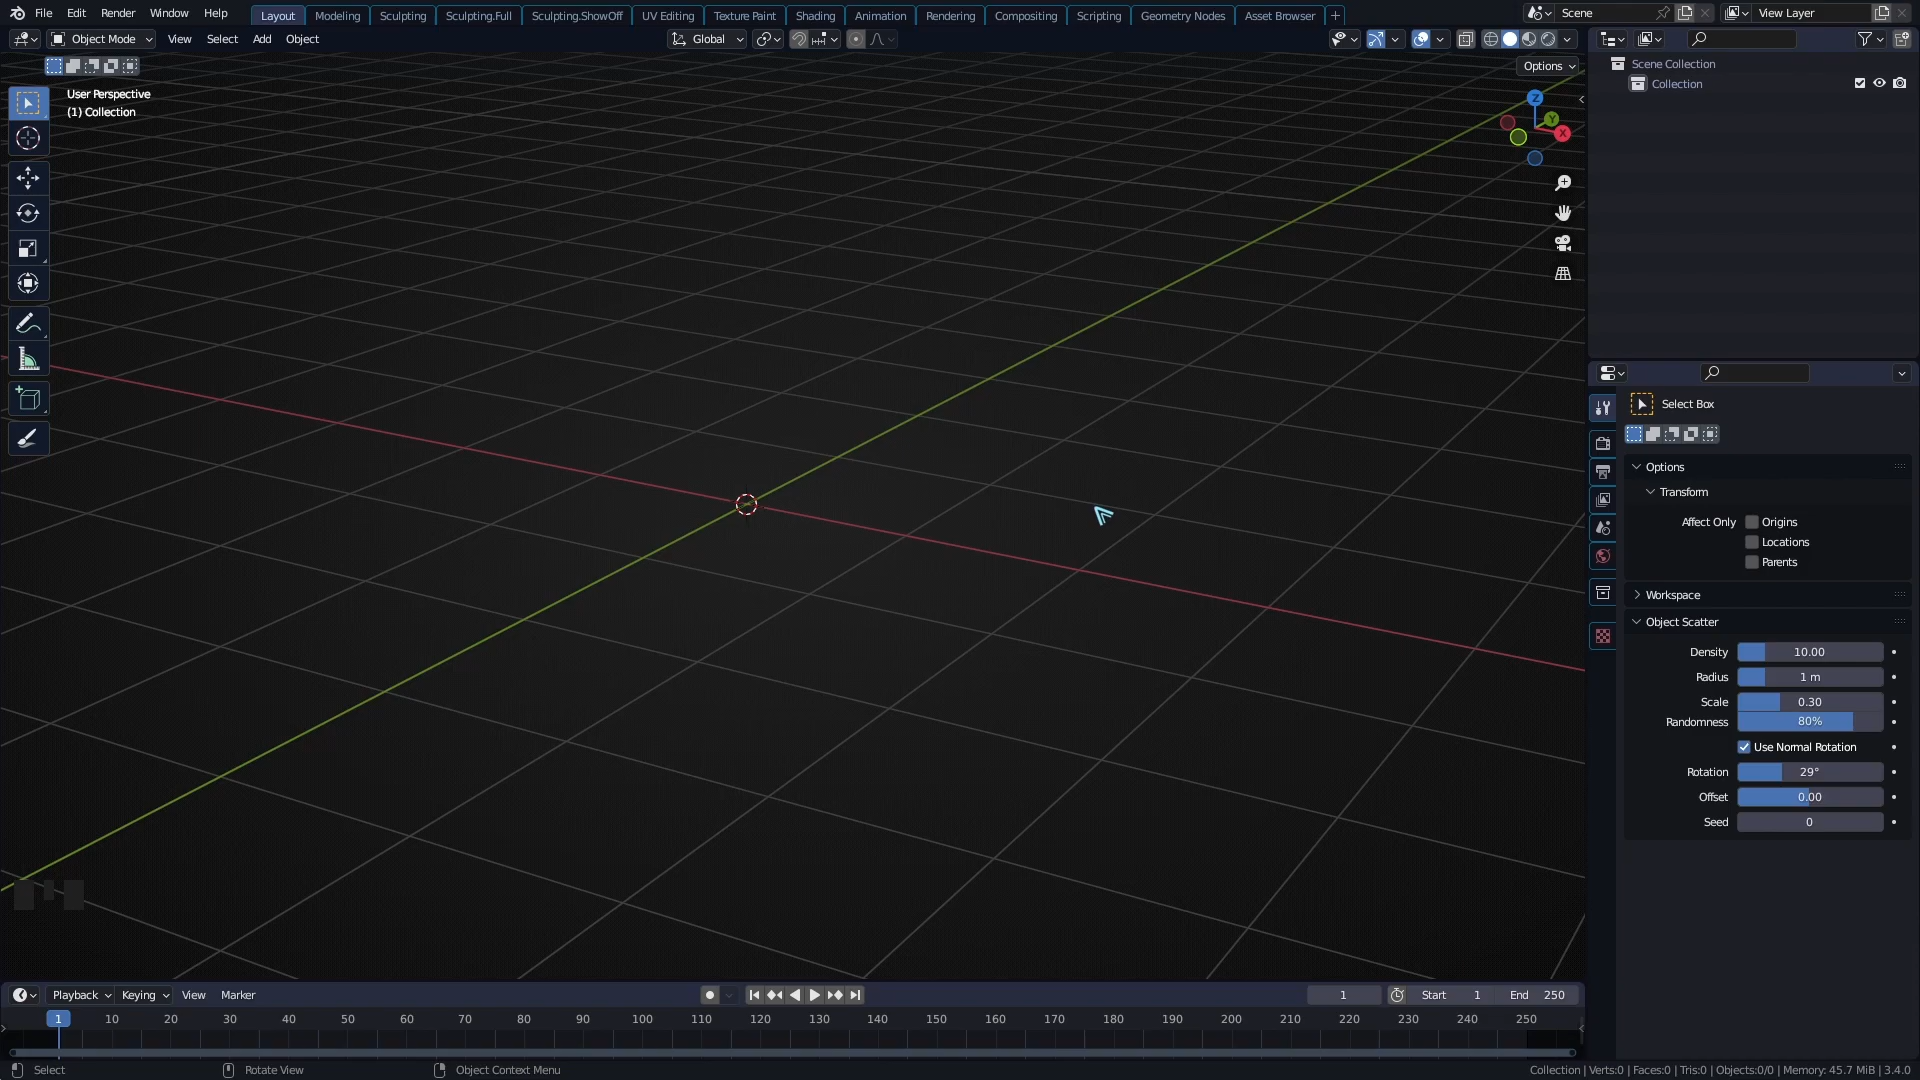 File Edit Render Window Help Layout Modeling Sculpting Sculpting.Full Sculpting.ShowOff UV Editing Texture Paint Shading Animation Rendering Compositing Scripting Geometry Nodes Asset Browser + Scene View Layer
Object Mode View Select Add Object Global
Options
User Perspective
(1) Collection
Z
Y
X
Scene Collection
Collection
Select Box
Options
Transform
Affect Only Origins
Locations
Parents
Workspace
Object Scatter
Density 10.00
Radius 1 m
Scale 0.30
Randomness 80%
Use Normal Rotation
Rotation 29°
Offset 0.00
Seed 0
Playback Keying View Marker 1 Start 1 End 250
1 10 20 30 40 50 60 70 80 90 100 110 120 130 140 150 160 170 180 190 200 210 220 230 240 250
Select Rotate View Object Context Menu Collection | Verts:0 | Faces:0 | Tris:0 | Objects:0/0 | Memory: 45.7 MiB | 3.4.0